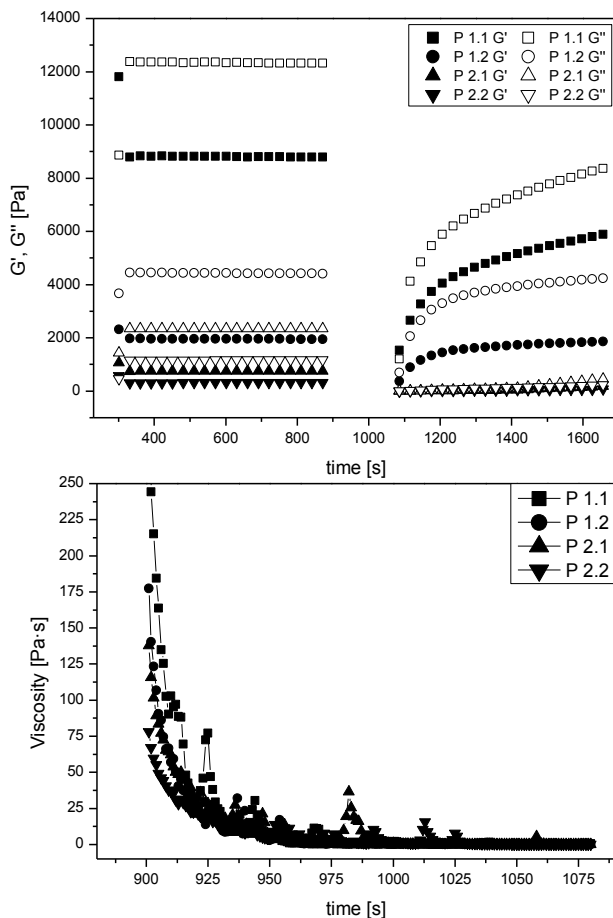 14000
12000
10000
8000
6000
4000
2000
0
G', G'' [Pa]
P 1.1 G' P 1.1 G''
P 1.2 G' P 1.2 G''
P 2.1 G' P 2.1 G''
P 2.2 G' P 2.2 G''
400 600 800 1000 1200 1400 1600
time [s]
250
225
200
175
150
125
100
75
50
25
0
Viscosity [Pa·s]
P 1.1
P 1.2
P 2.1
P 2.2
900 925 950 975 1000 1025 1050 1075
time [s]